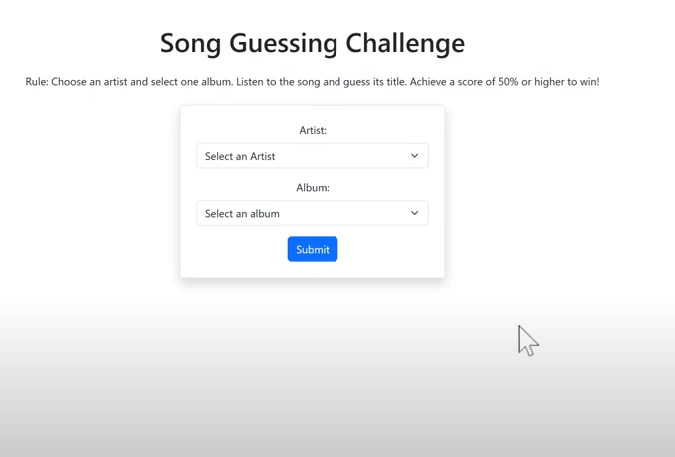 Song Guessing Challenge
Rule: Choose an artist and select one album. Listen to the song and guess its title. Achieve a score of 50% or higher to win!
Artist:
Select an Artist
Album:
Select an album
Submit